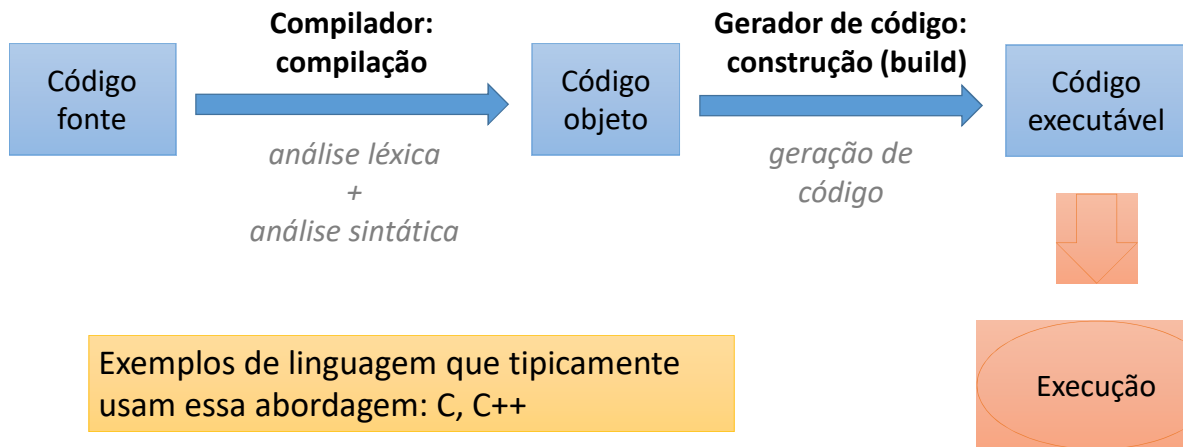 Compilador:
compilação
Gerador de código:
construção (build)
Código
fonte
Código
objeto
Código
executável
análise léxica
+
análise sintática
geração de
código
Exemplos de linguagem que tipicamente
usam essa abordagem: C, C++
Execução